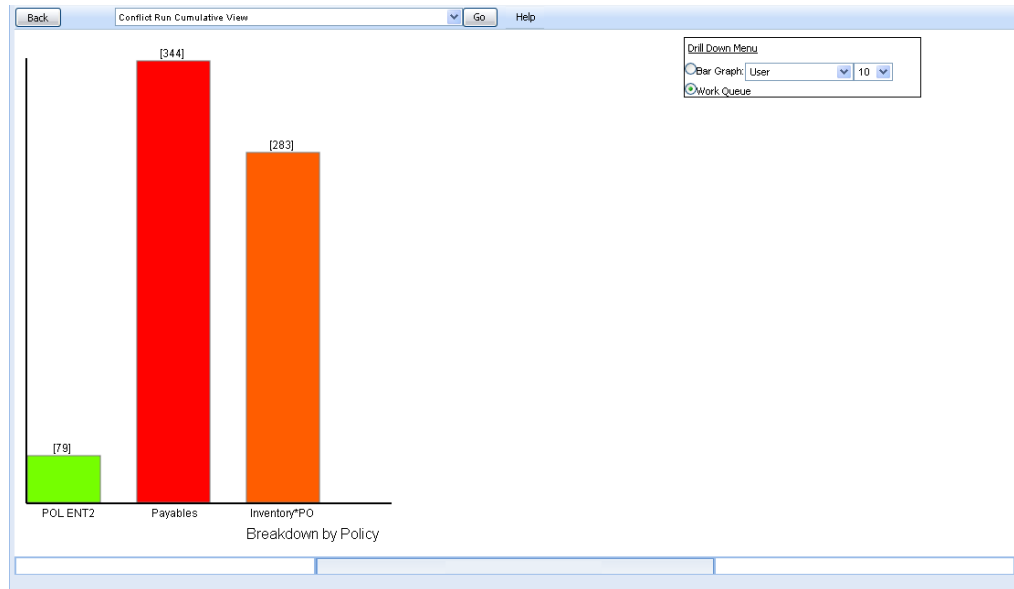 Back Conflict Run Cumulative View Go Help
Drill Down Menu
Bar Graph: User 10
Work Queue
[344]
[283]
[79]
POL ENT2 Payables Inventory*PO
Breakdown by Policy